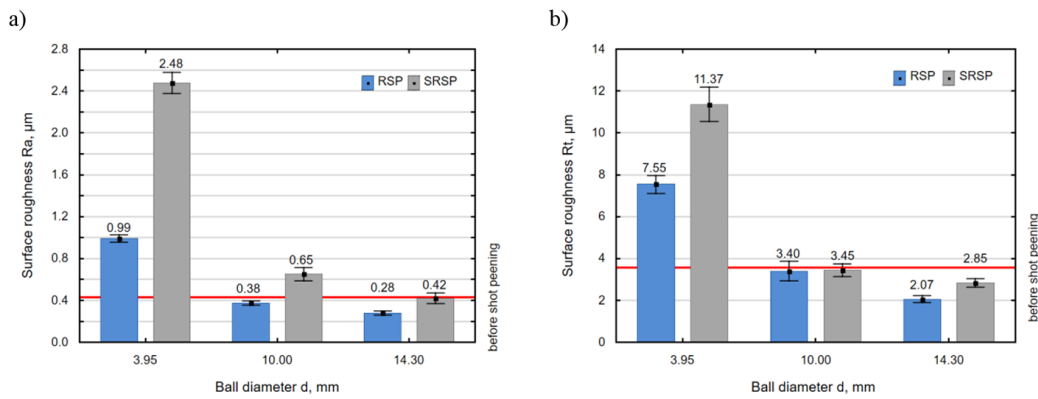 a)
b)
2.8
2.4
2.0
1.6
1.2
0.8
0.4
0.0
Surface roughness Ra, μm
RSP SRSP
0.99
2.48
0.38
0.65
0.28
0.42
3.95 10.00 14.30
Ball diameter d, mm
before shot peening
14
12
10
8
6
4
2
0
Surface roughness Rt, μm
RSP SRSP
7.55
11.37
3.40
3.45
2.07
2.85
3.95 10.00 14.30
Ball diameter d, mm
before shot peening